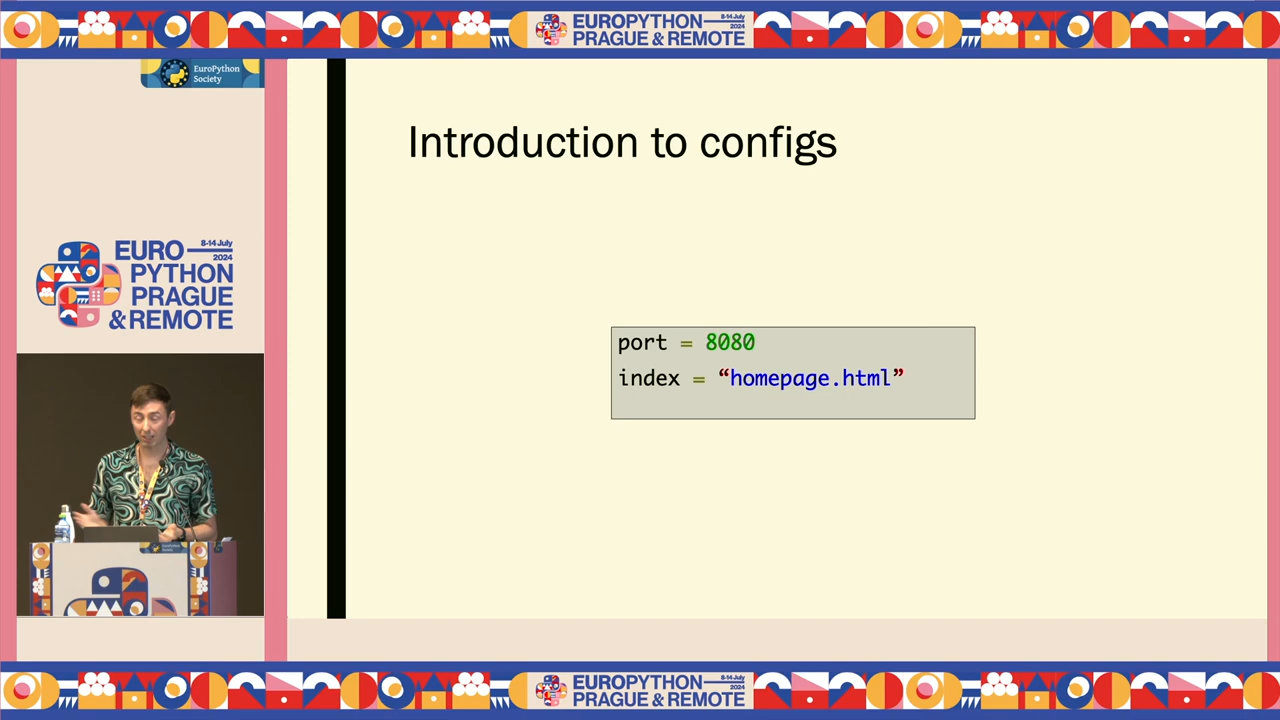 EUROPYTHON
8-14 July
2024
PRAGUE & REMOTE
EuroPython
Society
Introduction to configs
EURO
8-14 July
2024
PYTHON
PRAGUE
& REMOTE
port = 8080
index = “homepage.html”
EUROPYTHON
8-14 July
2024
PRAGUE & REMOTE